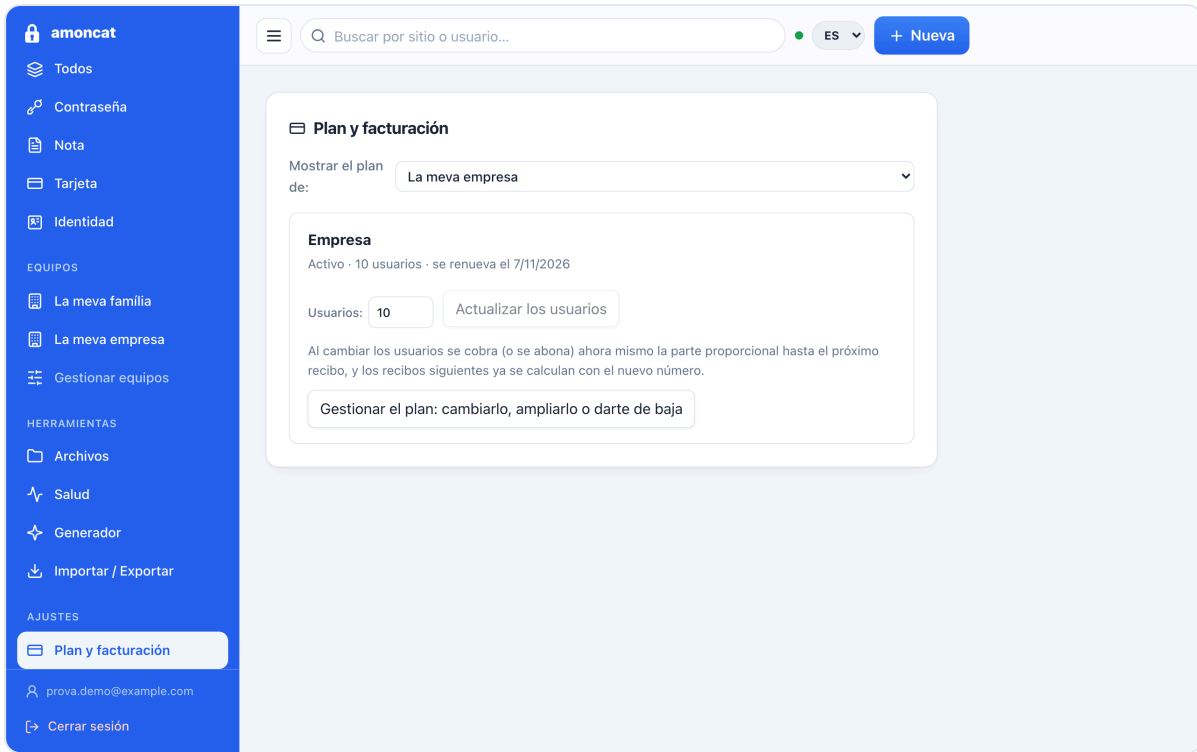 amoncat
Todos
Contraseña
Nota
Tarjeta
Identidad
EQUIPOS
La meva família
La meva empresa
Gestionar equipos
HERRAMIENTAS
Archivos
Salud
Generador
Importar / Exportar
AJUSTES
Plan y facturación
prova.demo@example.com
Cerrar sesión
Buscar por sitio o usuario...
ES
+ Nueva
Plan y facturación
Mostrar el plan
de:
La meva empresa
Empresa
Activo · 10 usuarios · se renueva el 7/11/2026
Usuarios:
10
Actualizar los usuarios
Al cambiar los usuarios se cobra (o se abona) ahora mismo la parte proporcional hasta el próximo
recibo, y los recibos siguientes ya se calculan con el nuevo número.
Gestionar el plan: cambiarlo, ampliarlo o darte de baja